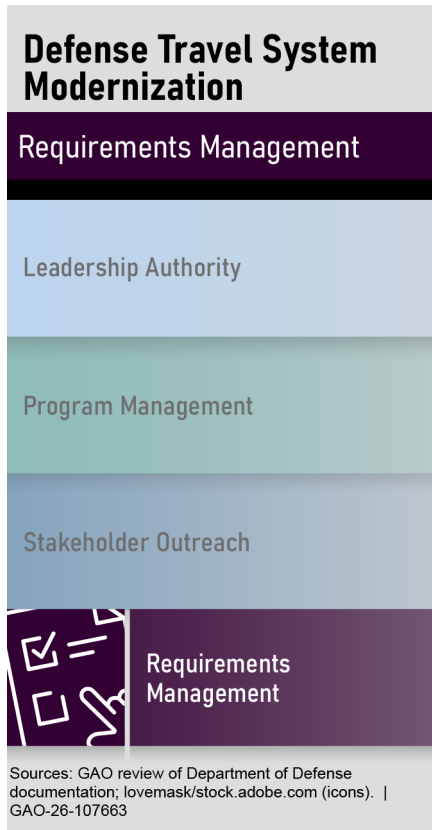 Defense Travel System
Modernization
Requirements Management
Leadership Authority
Program Management
Stakeholder Outreach
Requirements
Management
Sources: GAO review of Department of Defense
documentation; lovemask/stock.adobe.com (icons).  |
GAO-26-107663